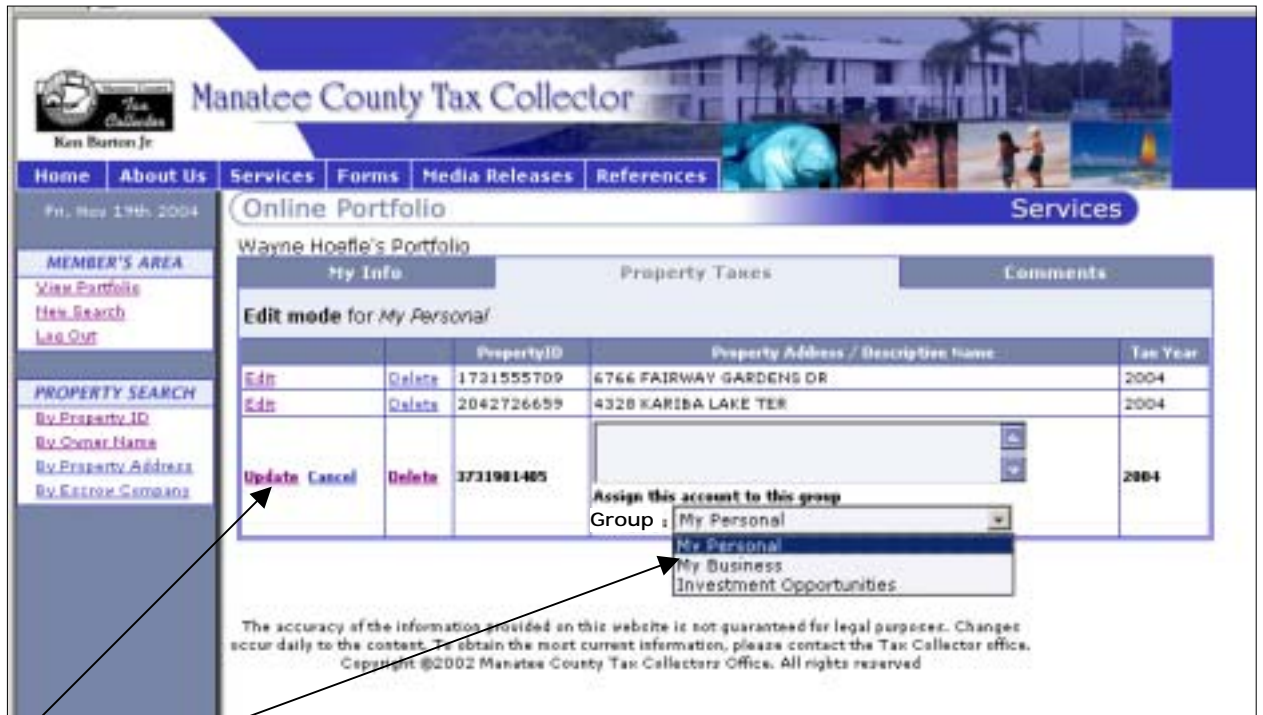 Tax
Collector
Ken Burton Jr
Manatee County Tax Collector
Home About Us Services Forms Media Releases References
Fri, Nov 19th 2004
Online Portfolio Services
Wayne Hoefle's Portfolio
MEMBER'S AREA
View Portfolio
New Search
Log Out
PROPERTY SEARCH
By Property ID
By Owner Name
By Property Address
By Escrow Company
My Info Property Taxes Comments
Edit mode for My Personal
PropertyID Property Address / Descriptive Name Tax Year
Edit Delete 1731555709 6766 FAIRWAY GARDENS DR 2004
Edit Delete 2042726659 4328 KARIBA LAKE TER 2004
Update Cancel Delete 3731901405 2004
Assign this account to this group
Group : My Personal
My Personal
My Business
Investment Opportunities
The accuracy of the information provided on this website is not guaranteed for legal purposes. Changes
occur daily to the content. To obtain the most current information, please contact the Tax Collector office.
Copyright @2002 Manatee County Tax Collectors Office. All rights reserved